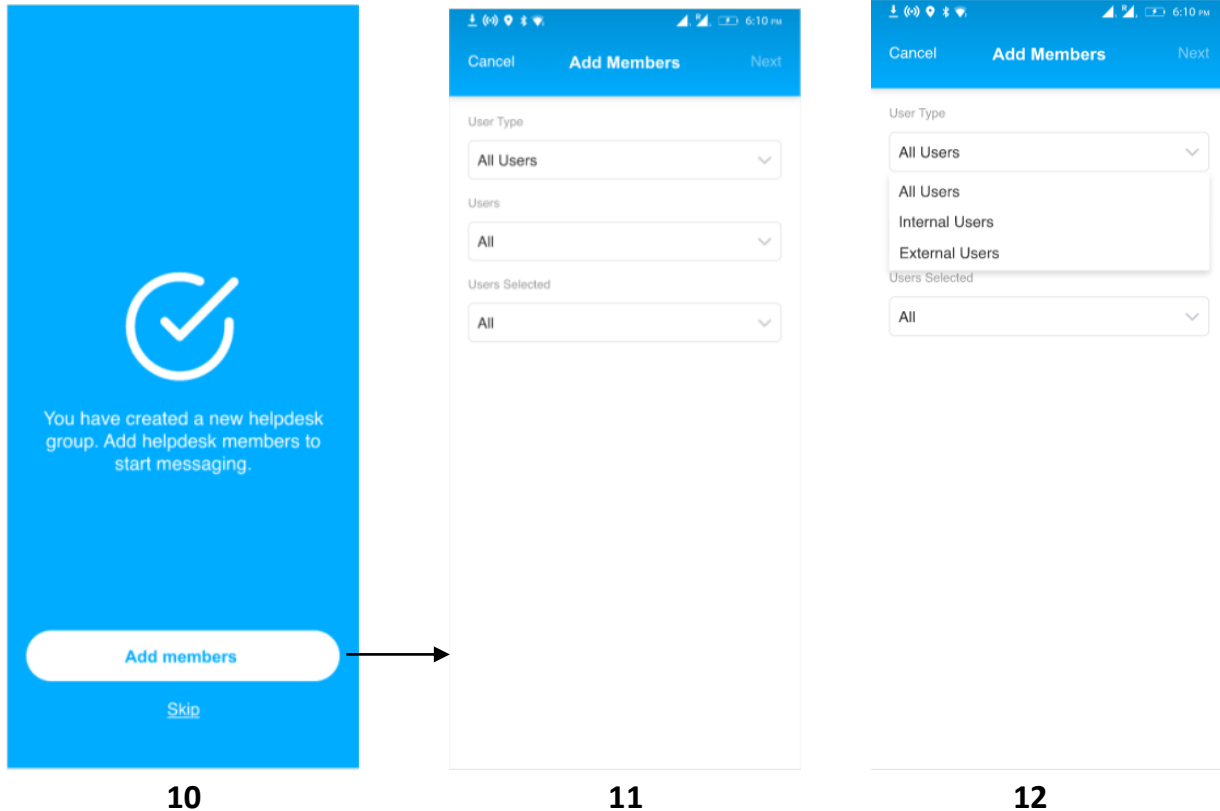 You have created a new helpdesk
group. Add helpdesk members to
start messaging.
Add members
Skip
10
6:10 PM
Cancel Add Members Next
User Type
All Users
Users
All
Users Selected
All
11
R
6:10 PM
Cancel Add Members Next
User Type
All Users
All Users
Internal Users
External Users
Users Selected
All
12